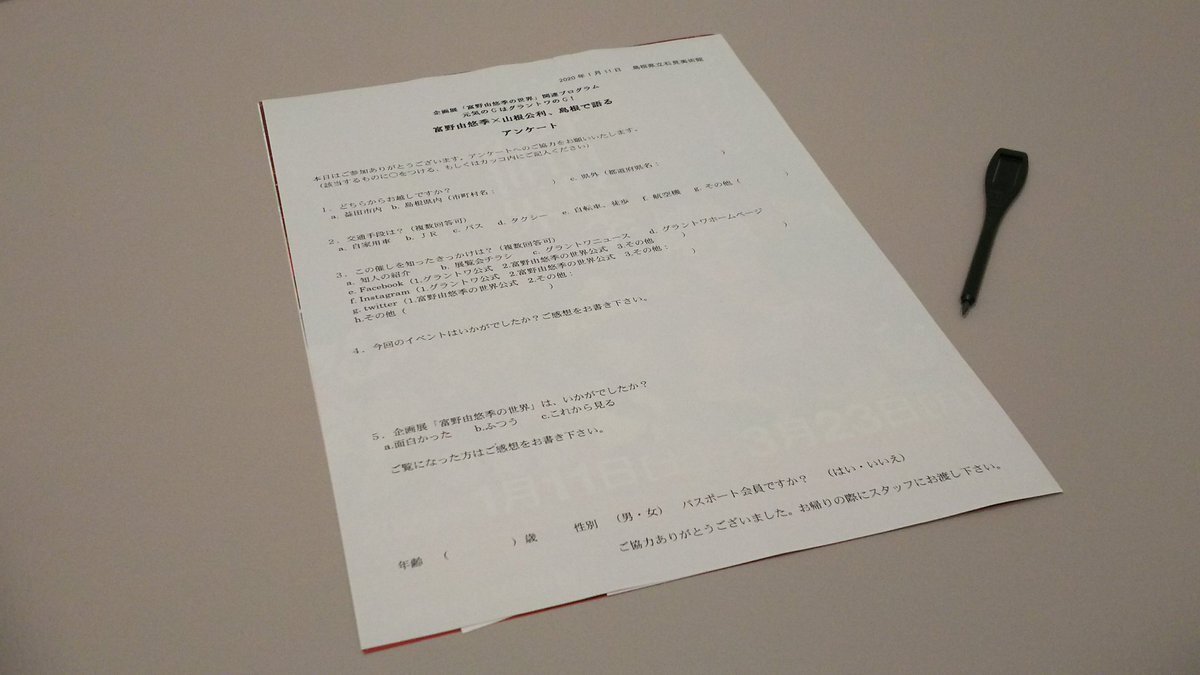 2020年1月11日　島根県立石見美術館
企画展「富野由悠季の世界」関連プログラム
元気のGはグラントワのG！
富野由悠季×山根公利、島根で語る
アンケート
本日はご参加ありがとうございます。アンケートへのご協力をお願いいたします。
（該当するものに○をつける、もしくはカッコ内にご記入ください）
1．どちらからお越しですか？
a. 益田市内　b. 島根県内（市町村名：　　　　　）　c. 県外（都道府県名：　　　　　）
2．交通手段は？（複数回答可）
a. 自家用車　b. JR　c. バス　d. タクシー　e. 自転車、徒歩　f. 航空機　g. その他（　　　　）
3．この催しを知ったきっかけは？（複数回答可）
a. 知人の紹介　　b. 展覧会チラシ　　c. グラントワニュース　　d. グラントワホームページ
e. Facebook（1.グラントワ公式　2.富野由悠季の世界公式　3.その他　　）
f. Instagram（1.グラントワ公式　2.富野由悠季の世界公式　3.その他：　　　）
g. twitter（1.富野由悠季の世界公式　2.その他：　　　　）
h.その他（　　　　　　　　　）
4．今回のイベントはいかがでしたか？ご感想をお書き下さい。
5．企画展「富野由悠季の世界」は、いかがでしたか？
a.面白かった　　b.ふつう　　c.これから見る
ご覧になった方はご感想をお書き下さい。
年齢　（　　　　　）歳　　性別　（男・女）　パスポート会員ですか？　（はい・いいえ）
ご協力ありがとうございました。お帰りの際にスタッフにお渡し下さい。